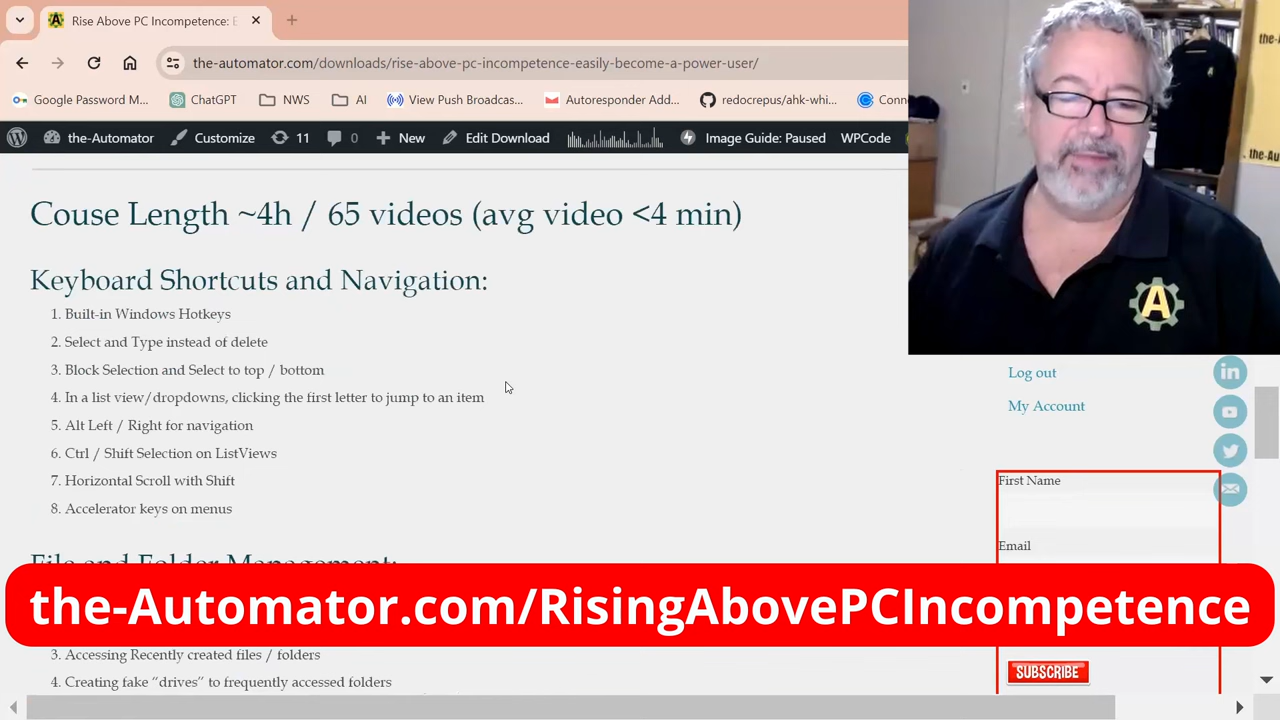 Rise Above PC Incompetence: E
the-automator.com/downloads/rise-above-pc-incompetence-easily-become-a-power-user/
Google Password M...
ChatGPT
NWS
AI
View Push Broadcas...
Autoresponder Add...
redocrepus/ahk-whi...
Conn
the-Automator
Customize
11
0
New
Edit Download
Image Guide: Paused
WPCode
the-
the-Au
A
Couse Length ~4h / 65 videos (avg video <4 min)
Keyboard Shortcuts and Navigation:
1. Built-in Windows Hotkeys
2. Select and Type instead of delete
3. Block Selection and Select to top / bottom
4. In a list view/dropdowns, clicking the first letter to jump to an item
5. Alt Left / Right for navigation
6. Ctrl / Shift Selection on ListViews
7. Horizontal Scroll with Shift
8. Accelerator keys on menus
File and Folder Management:
Log out
My Account
First Name
Email
the-Automator.com/RisingAbovePCIncompetence
3. Accessing Recently created files / folders
4. Creating fake “drives” to frequently accessed folders
SUBSCRIBE